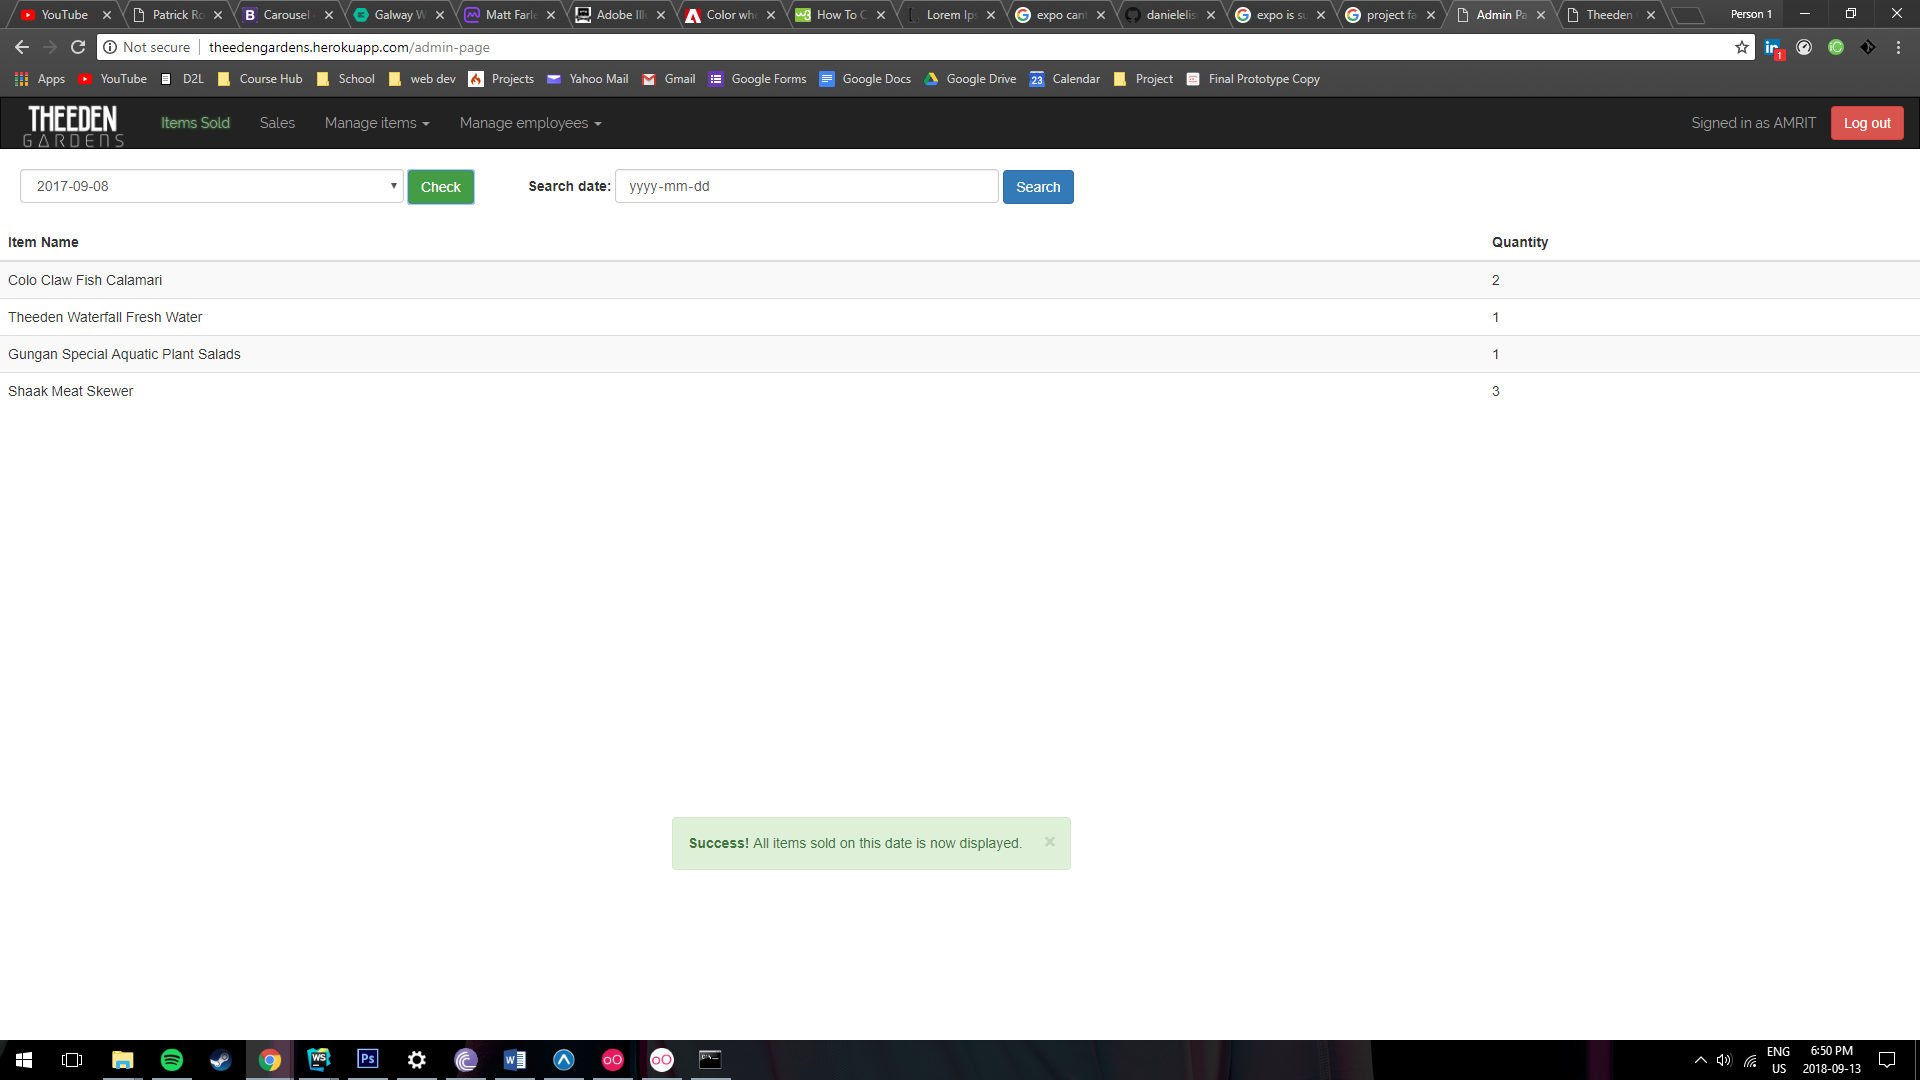 YouTube Patrick Ro Carousel Galway W Matt Farle Adobe Illu Color whe How To C Lorem Ips expo cant danielelis expo is su project fa Admin Pa Theeden Person 1
Not secure theedengardens.herokuapp.com/admin-page
Apps YouTube D2L Course Hub School web dev Projects Yahoo Mail Gmail Google Forms Google Docs Google Drive 23 Calendar Project Final Prototype Copy
THEEDEN
GARDENS
Items Sold Sales Manage items Manage employees Signed in as AMRIT Log out
2017-09-08 Check Search date: yyyy-mm-dd Search
Item Name Quantity
Colo Claw Fish Calamari 2
Theeden Waterfall Fresh Water 1
Gungan Special Aquatic Plant Salads 1
Shaak Meat Skewer 3
Success! All items sold on this date is now displayed. ×
ENG 6:50 PM
US 2018-09-13